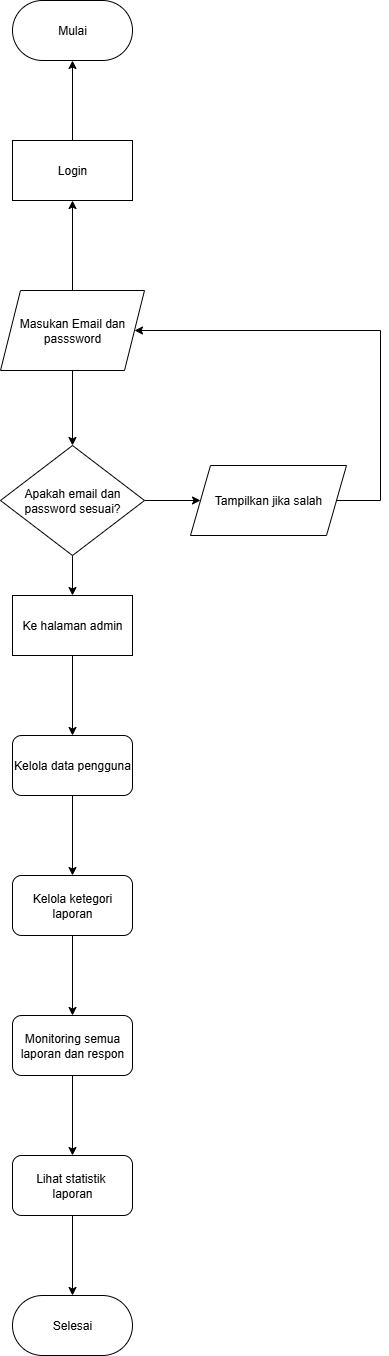 Mulai
Login
Masukan Email dan
passsword
Apakah email dan
password sesuai?
Tampilkan jika salah
Ke halaman admin
Kelola data pengguna
Kelola ketegori
laporan
Monitoring semua
laporan dan respon
Lihat statistik
laporan
Selesai